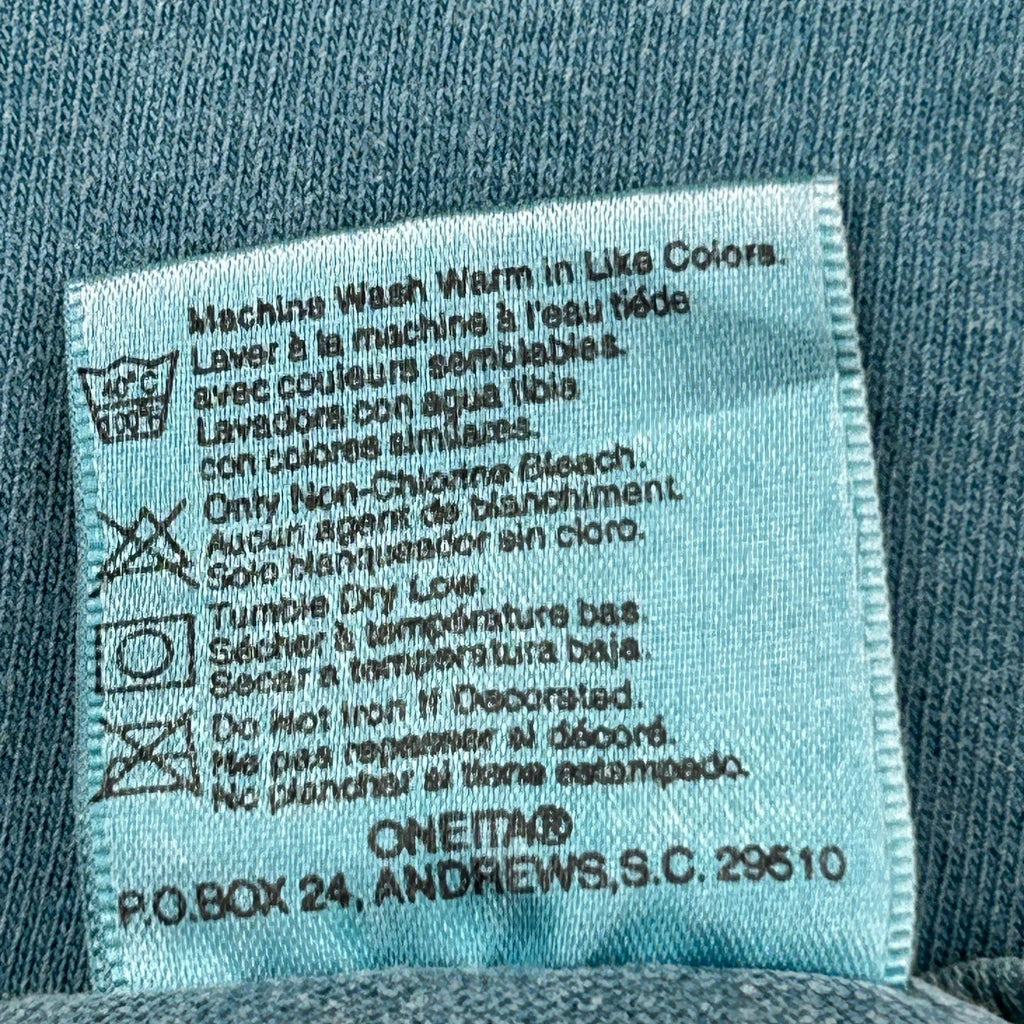 Machine Wash Warm in Like Colors.
Laver à la machine à l'eau tiéde
avec couleurs semblables.
40°C
100°F
Lavadora con agua tibia
con colores similares.
Only Non-Chlorine Bleach.
Aucun agent de blanchiment.
Solo blanqueador sin cloro.
Tumble Dry Low.
Sécher à température bas.
Secar a temperatura baja.
Do Not Iron If Decorated.
Ne pas repasser si décoré.
No planchar si tiene estampado.
ONEITA®
P.O.BOX 24, ANDREWS,S.C. 29510